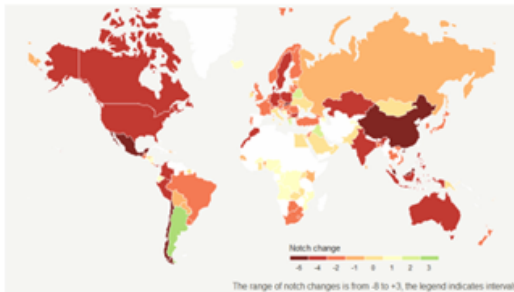 Notch change
-6 -4 -2 -1 0 1 2 3
The range of notch changes is from -8 to +3, the legend indicates interval